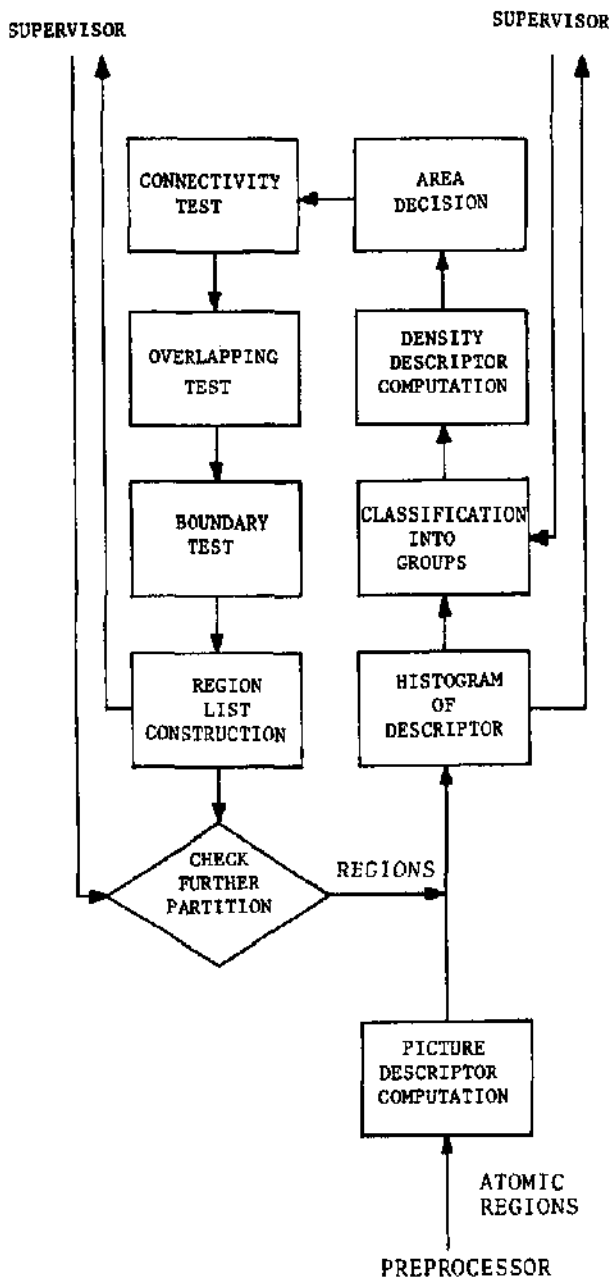 SUPERVISOR
SUPERVISOR
CONNECTIVITY
TEST
AREA
DECISION
OVERLAPPING
TEST
DENSITY
DESCRIPTOR
COMPUTATION
BOUNDARY
TEST
CLASSIFICATION
INTO
GROUPS
REGION
LIST
CONSTRUCTION
HISTOGRAM
OF
DESCRIPTOR
CHECK
FURTHER
PARTITION
REGIONS
PICTURE
DESCRIPTOR
COMPUTATION
ATOMIC
REGIONS
PREPROCESSOR